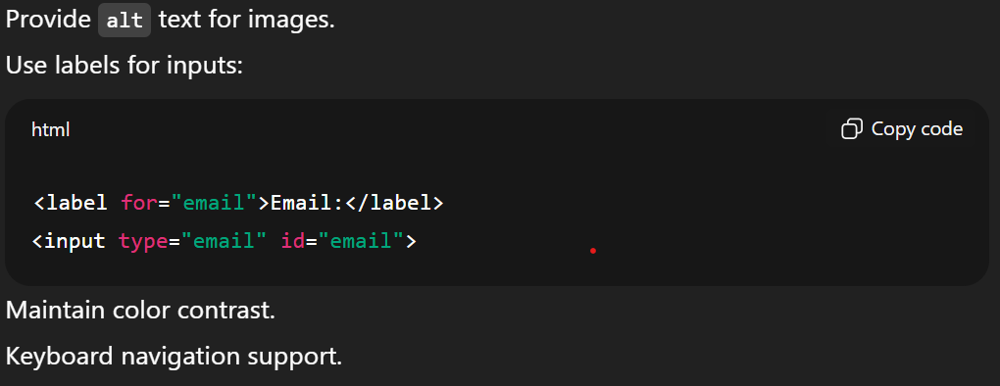 Provide alt text for images.
Use labels for inputs:
html
Copy code
<label for="email">Email:</label>
<input type="email" id="email">
Maintain color contrast.
Keyboard navigation support.